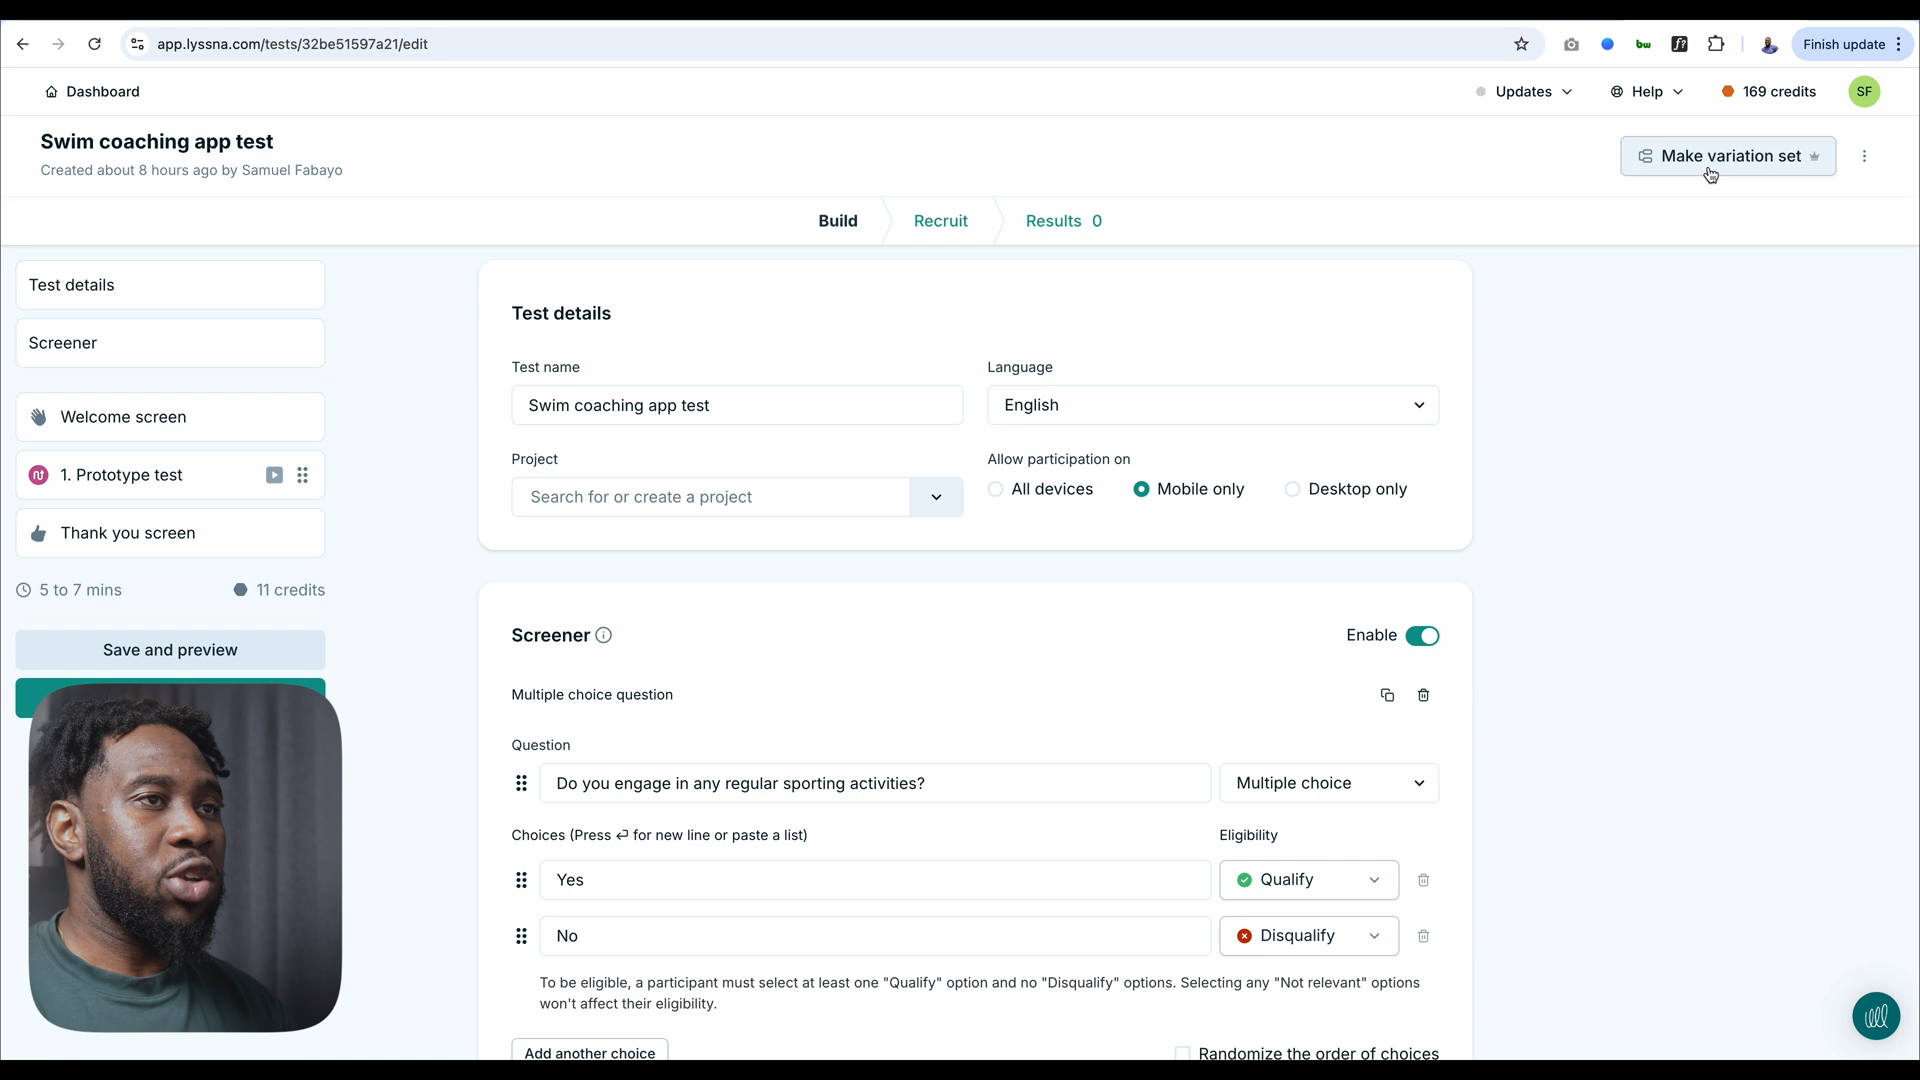 app.lyssna.com/tests/32be51597a21/edit
bw
f?
Finish update
Dashboard
Updates
Help
169 credits
SF
Swim coaching app test
Created about 8 hours ago by Samuel Fabayo
Make variation set
Build
Recruit
Results 0
Test details
Screener
Welcome screen
1. Prototype test
Thank you screen
5 to 7 mins
11 credits
Save and preview
Test details
Test name
Language
Swim coaching app test
English
Project
Allow participation on
Search for or create a project
All devices
Mobile only
Desktop only
Screener
Enable
Multiple choice question
Question
Do you engage in any regular sporting activities?
Multiple choice
Choices (Press ⏎ for new line or paste a list)
Eligibility
Yes
Qualify
No
Disqualify
To be eligible, a participant must select at least one "Qualify" option and no "Disqualify" options. Selecting any "Not relevant" options
won't affect their eligibility.
Add another choice
Randomize the order of choices